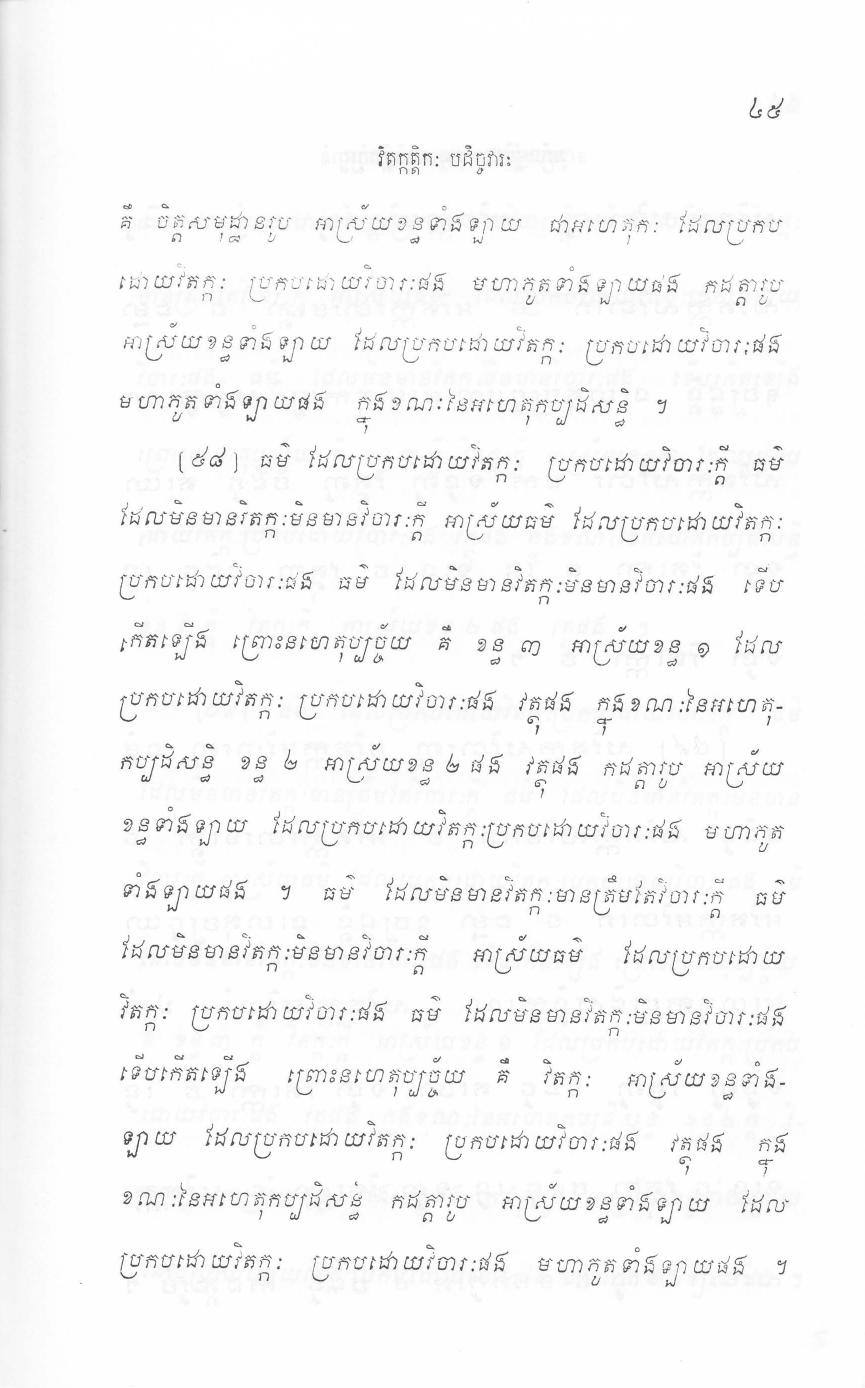 ៤៥
វិតក្កត្តិកៈ បដិច្ចវារៈ
គឺ ចិត្តសមុដ្ឋានរូប អាស្រ័យខន្ធទាំងឡាយ ជាអហេតុកៈ ដែលប្រកប
ដោយវិតក្កៈ ប្រកបដោយវិចារៈផង មហាភូតទាំងឡាយផង កដត្តារូប
អាស្រ័យខន្ធទាំងឡាយ ដែលប្រកបដោយវិតក្កៈ ប្រកបដោយវិចារៈផង
មហាភូតទាំងឡាយផង ក្នុងខណៈនៃអហេតុកប្បដិសន្ធិ ។
(៥៨) ធម៌ ដែលប្រកបដោយវិតក្កៈ ប្រកបដោយវិចារៈក្តី ធម៌
ដែលមិនមានវិតក្កៈមិនមានវិចារៈក្តី អាស្រ័យធម៌ ដែលប្រកបដោយវិតក្កៈ
ប្រកបដោយវិចារៈផង ធម៌ ដែលមិនមានវិតក្កៈមិនមានវិចារៈផង ទើប
កើតឡើង ព្រោះនហេតុប្បច្ច័យ គឺ ខន្ធ ៣ អាស្រ័យខន្ធ ១ ដែល
ប្រកបដោយវិតក្កៈ ប្រកបដោយវិចារៈផង វត្ថុផង ក្នុងខណៈនៃអហេតុ-
កប្បដិសន្ធិ ខន្ធ ២ អាស្រ័យខន្ធ ២ ផង វត្ថុផង កដត្តារូប អាស្រ័យ
ខន្ធទាំងឡាយ ដែលប្រកបដោយវិតក្កៈប្រកបដោយវិចារៈផង មហាភូត
ទាំងឡាយផង ។ ធម៌ ដែលមិនមានវិតក្កៈមានត្រឹមតែវិចារៈក្តី ធម៌
ដែលមិនមានវិតក្កៈមិនមានវិចារៈក្តី អាស្រ័យធម៌ ដែលប្រកបដោយ
វិតក្កៈ ប្រកបដោយវិចារៈផង ធម៌ ដែលមិនមានវិតក្កៈមិនមានវិចារៈផង
ទើបកើតឡើង ព្រោះនហេតុប្បច្ច័យ គឺ វិតក្កៈ អាស្រ័យខន្ធទាំង-
ឡាយ ដែលប្រកបដោយវិតក្កៈ ប្រកបដោយវិចារៈផង វត្ថុផង ក្នុង
ខណៈនៃអហេតុកប្បដិសន្ធិ កដត្តារូប អាស្រ័យខន្ធទាំងឡាយ ដែល
ប្រកបដោយវិតក្កៈ ប្រកបដោយវិចារៈផង មហាភូតទាំងឡាយផង ។